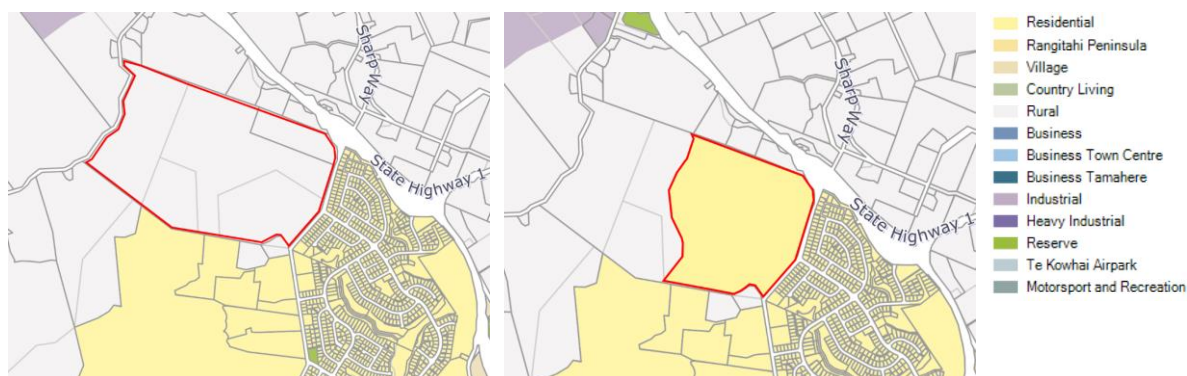 Sharp Way
State Highway 1
Sharp Way
State Highway 1
Residential
Rangitahi Peninsula
Village
Country Living
Rural
Business
Business Town Centre
Business Tamahere
Industrial
Heavy Industrial
Reserve
Te Kowhai Airpark
Motorsport and Recreation